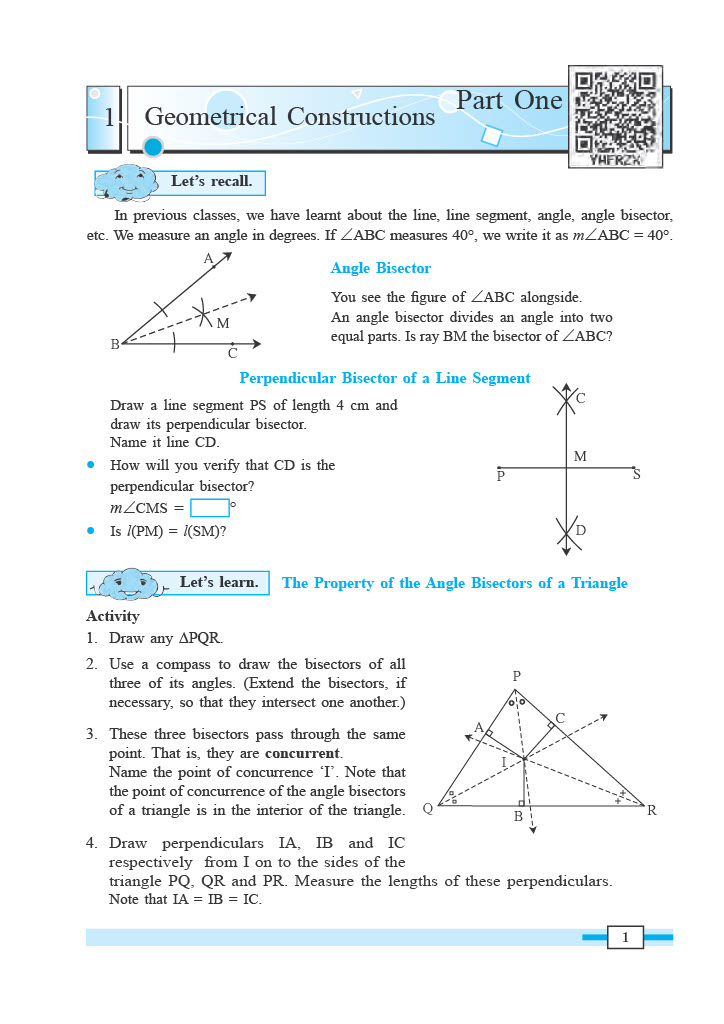 Part One
1 Geometrical Constructions
YHFRZX
Let's recall.
In previous classes, we have learnt about the line, line segment, angle, angle bisector,
etc. We measure an angle in degrees. If ∠ABC measures 40°, we write it as m∠ABC = 40°.
A
M
B
C
Angle Bisector
You see the figure of ∠ABC alongside.
An angle bisector divides an angle into two
equal parts. Is ray BM the bisector of ∠ABC?
Perpendicular Bisector of a Line Segment
Draw a line segment PS of length 4 cm and
draw its perpendicular bisector.
Name it line CD.
• How will you verify that CD is the
perpendicular bisector?
m∠CMS = °
• Is l(PM) = l(SM)?
C
M
P
S
D
Let's learn.
The Property of the Angle Bisectors of a Triangle
Activity
1. Draw any ΔPQR.
2. Use a compass to draw the bisectors of all
three of its angles. (Extend the bisectors, if
necessary, so that they intersect one another.)
3. These three bisectors pass through the same
point. That is, they are concurrent.
Name the point of concurrence ‘I’. Note that
the point of concurrence of the angle bisectors
of a triangle is in the interior of the triangle.
P
A
C
I
Q
B
R
4. Draw perpendiculars IA, IB and IC
respectively from I on to the sides of the
triangle PQ, QR and PR. Measure the lengths of these perpendiculars.
Note that IA = IB = IC.
1